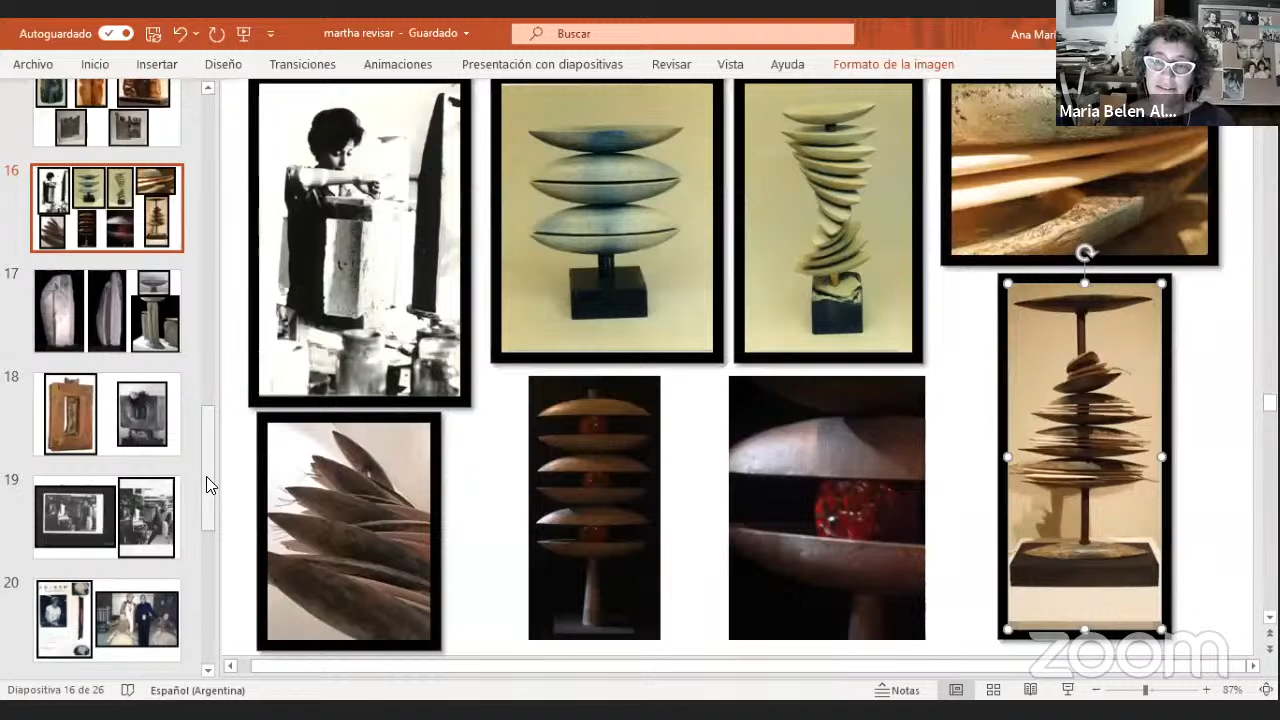 Autoguardado
martha revisar - Guardado
Buscar
Ana Mar
Archivo Inicio Insertar Diseño Transiciones Animaciones Presentación con diapositivas Revisar Vista Ayuda Formato de la imagen
Maria Belen Al...
16
17
18
19
20
zoom
Diapositiva 16 de 26 Español (Argentina) Notas 87%